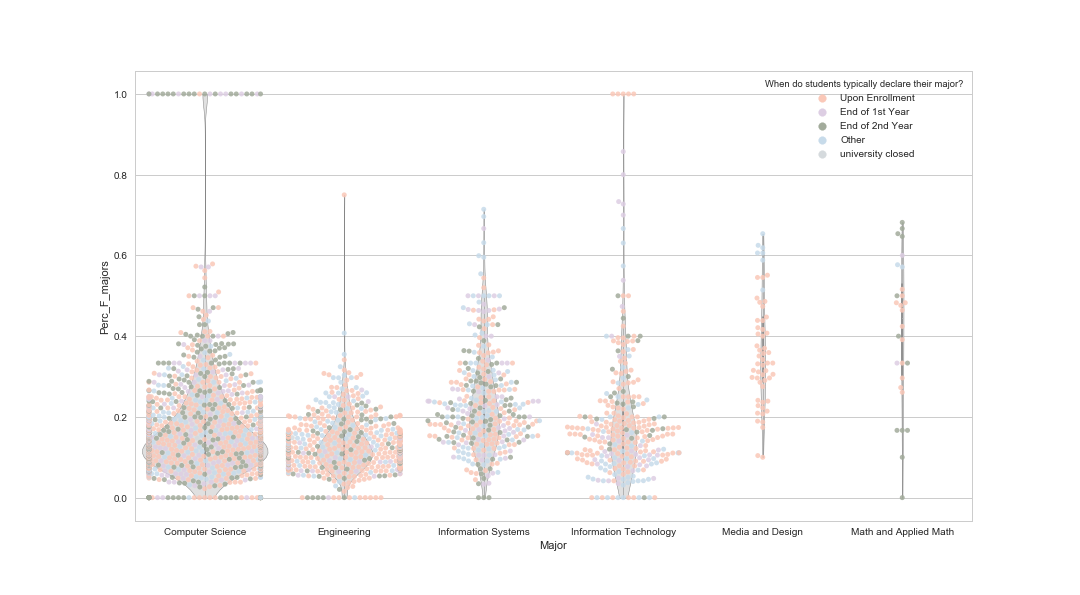 When do students typically declare their major?
Upon Enrollment
End of 1st Year
End of 2nd Year
Other
university closed
1.0
0.8
0.6
0.4
0.2
0.0
Perc_F_majors
Computer Science
Engineering
Information Systems
Information Technology
Media and Design
Math and Applied Math
Major